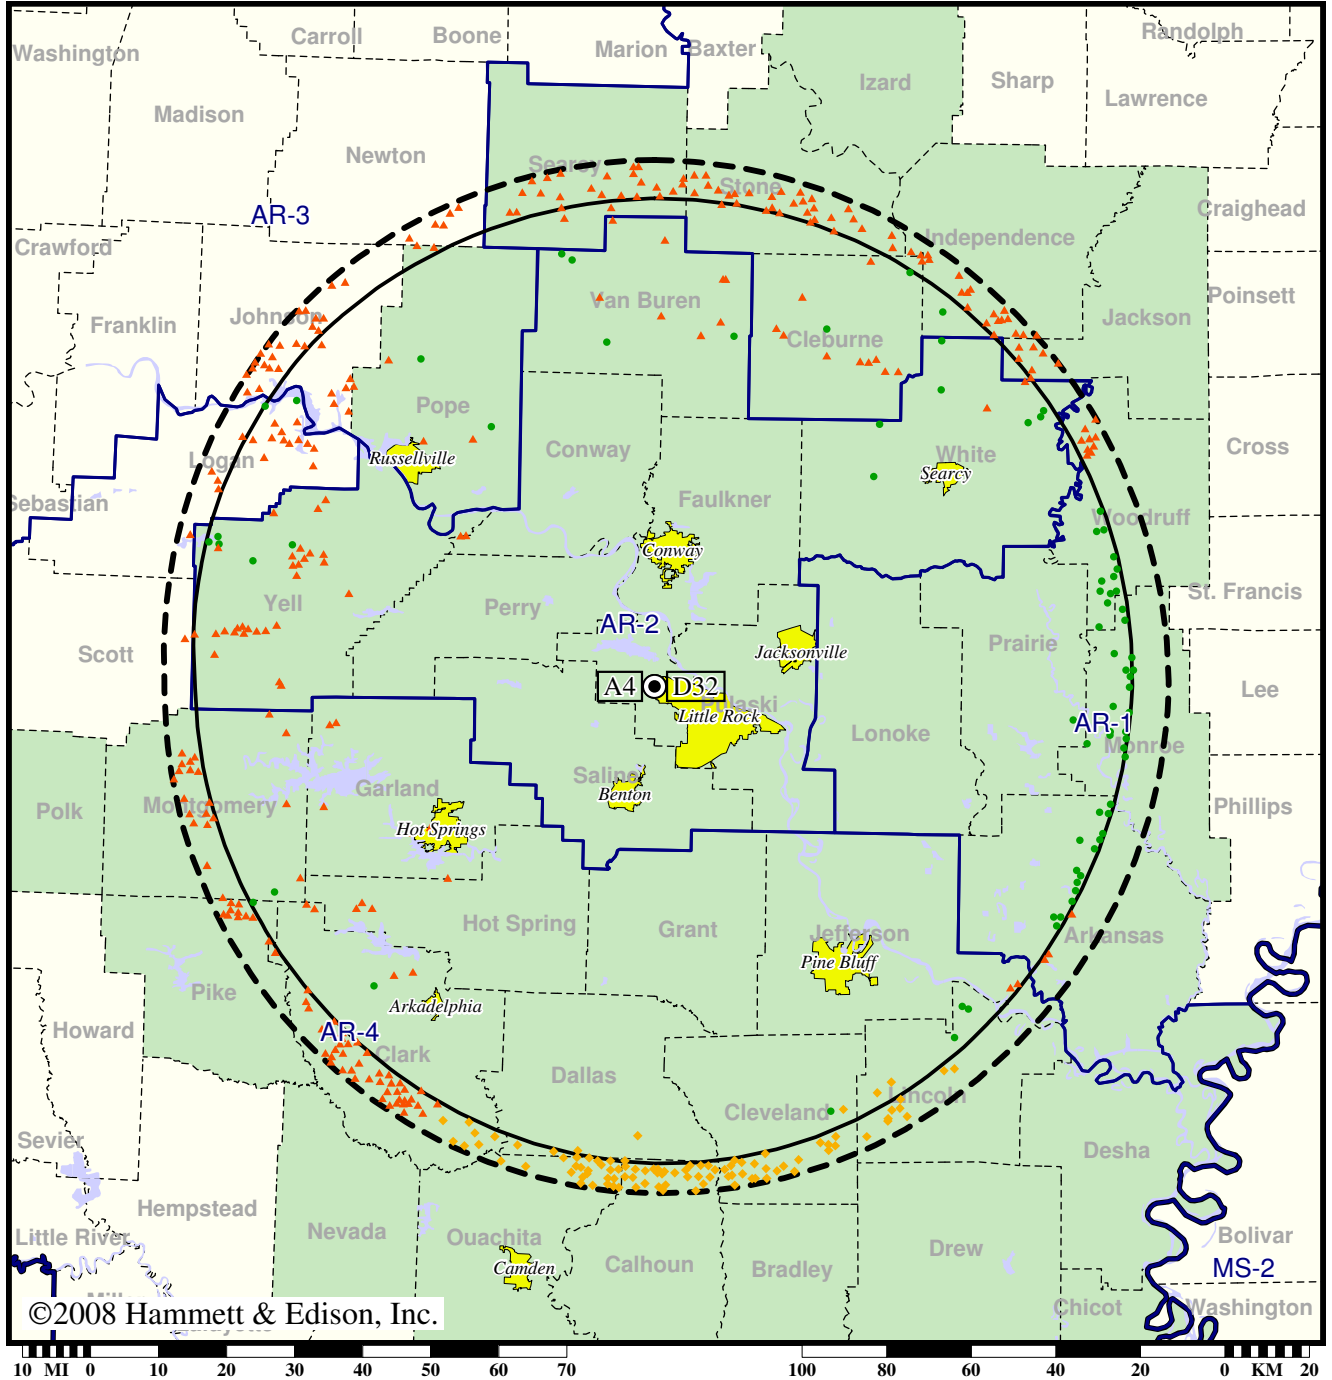 Washington
Carroll
Boone
Marion
Baxter
Randolph
Izard
Sharp
Lawrence
Madison
Newton
Searcy
Stone
AR-3
Craighead
Crawford
Independence
Van Buren
Poinsett
Franklin
Johnson
Jackson
Cleburne
Pope
Conway
Cross
Logan
Russellville
White
Searcy
Sebastian
Faulkner
Woodruff
Conway
Yell
Perry
St. Francis
AR-2
Prairie
Scott
Jacksonville
A4
D32
Lee
Pulaski
Little Rock
AR-1
Lonoke
Monroe
Saline
Garland
Benton
Polk
Montgomery
Phillips
Hot Springs
Hot Spring
Grant
Jefferson
Arkansas
Pine Bluff
Pike
Arkadelphia
Howard
AR-4
Clark
Dallas
Lincoln
Cleveland
Sevier
Desha
Hempstead
Nevada
Ouachita
Little River
Bolivar
Drew
Calhoun
Camden
Bradley
MS-2
Chicot
Washington
©2008 Hammett & Edison, Inc.
10 MI 0 10 20 30 40 50 60 70 100 80 60 40 20 0 KM 20